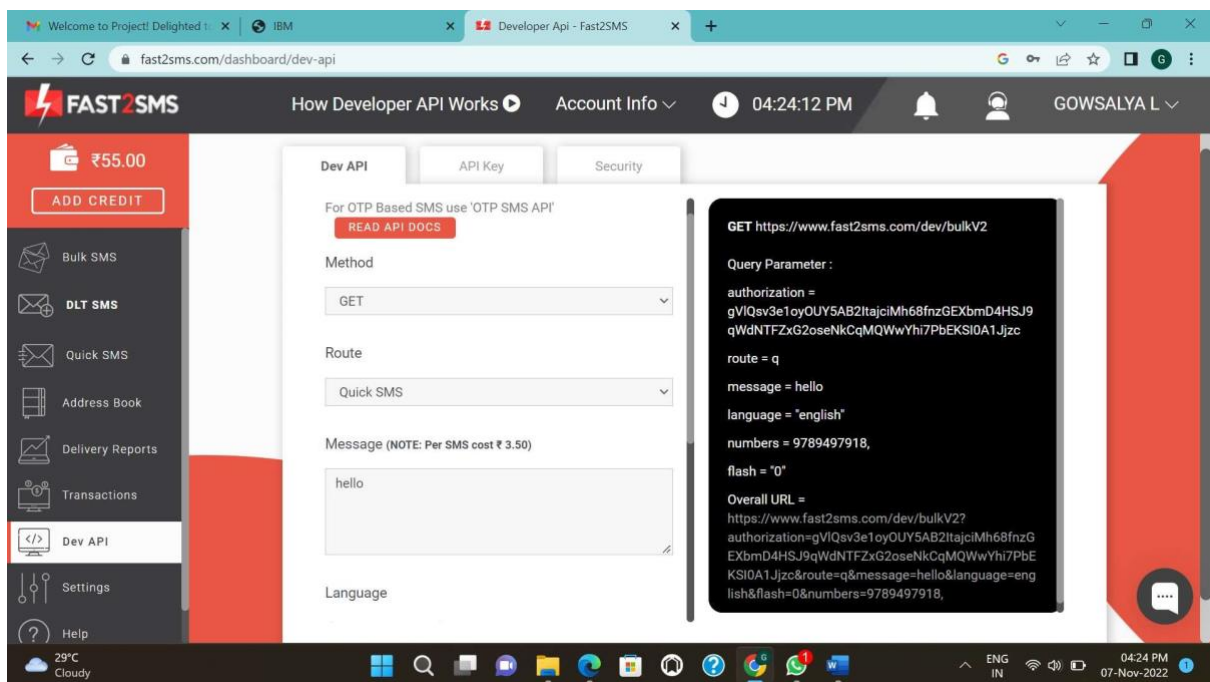 Welcome to Project! Delighted to
IBM
Developer Api - Fast2SMS
fast2sms.com/dashboard/dev-api
G
FAST2SMS
How Developer API Works
Account Info
04:24:12 PM
GOWSALYA L
₹55.00
ADD CREDIT
Bulk SMS
DLT SMS
Quick SMS
Address Book
Delivery Reports
Transactions
Dev API
Settings
Help
Dev API
API Key
Security
For OTP Based SMS use 'OTP SMS API'
READ API DOCS
Method
GET
Route
Quick SMS
Message (NOTE: Per SMS cost ₹ 3.50)
hello
Language
GET https://www.fast2sms.com/dev/bulkV2
Query Parameter :
authorization =
gVlQsv3e1oyOUY5AB2ItajciMh68fnzGEXbmD4HSJ9
qWdNTFZxG2oseNkCqMQWwYhi7PbEKSI0A1Jjzc
route = q
message = hello
language = "english"
numbers = 9789497918,
flash = "0"
Overall URL =
https://www.fast2sms.com/dev/bulkV2?
authorization=gVlQsv3e1oyOUY5AB2ItajciMh68fnzG
EXbmD4HSJ9qWdNTFZxG2oseNkCqMQWwYhi7PbE
KSI0A1Jjzc&route=q&message=hello&language=eng
lish&flash=0&numbers=9789497918,
29°C
Cloudy
ENG
IN
04:24 PM
07-Nov-2022
1